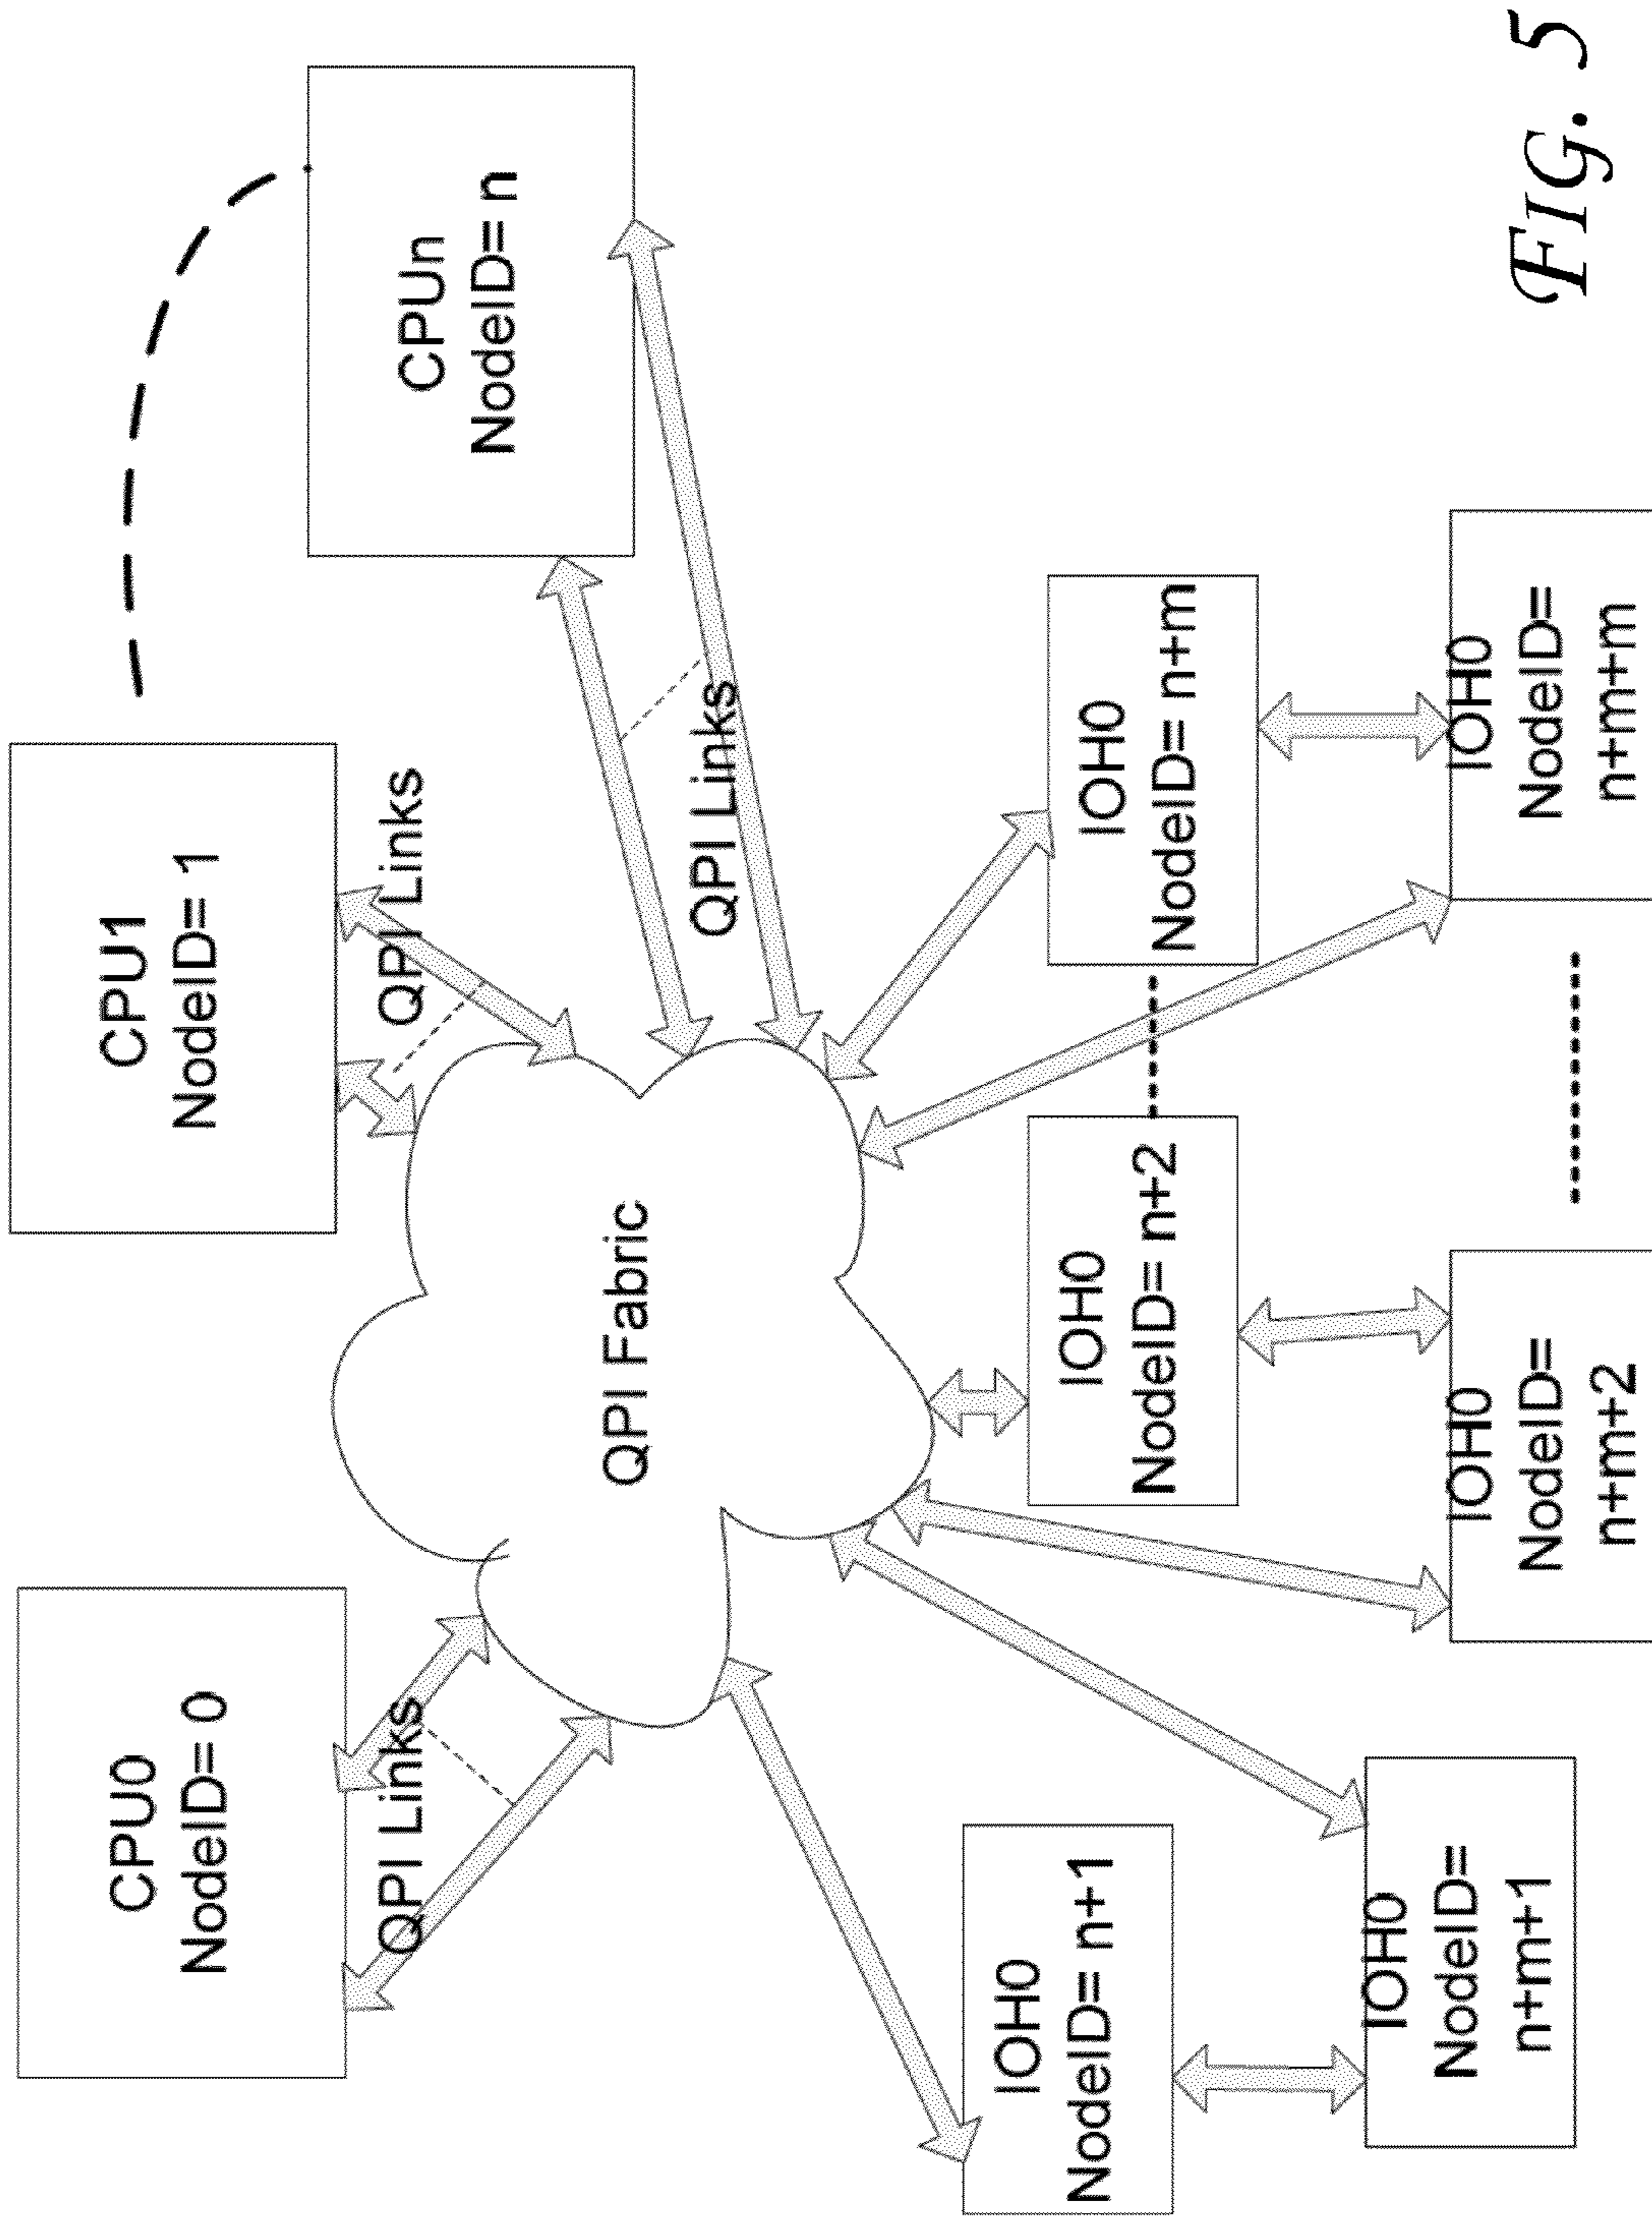 CPU0
NodeID= 0
CPU1
NodeID= 1
QPI Links
QPI Links
CPUn
NodeID= n
QPI Fabric
QPI Links
IOH0
NodeID= n+1
IOH0
NodeID= n+2
IOH0
NodeID= n+m
IOH0
NodeID=
n+m+1
IOH0
NodeID=
n+m+2
IOH0
NodeID=
n+m+m
FIG. 5